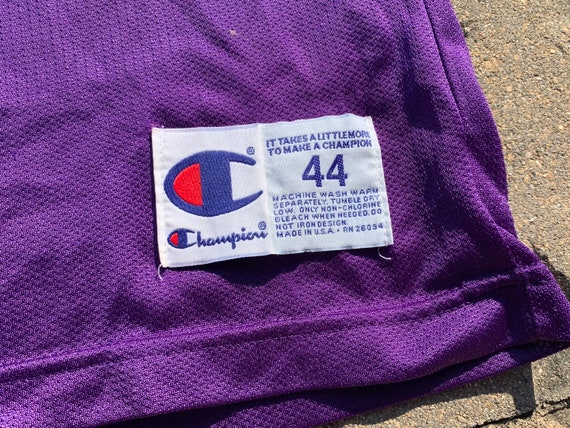 IT TAKES A LITTLE MORE
TO MAKE A CHAMPION
44
MACHINE WASH WARM
SEPARATELY. TUMBLE DRY
LOW. ONLY NON-CHLORINE
BLEACH WHEN NEEDED. DO
NOT IRON DESIGN.
MADE IN U.S.A. • RN 26094
C®
Champion®